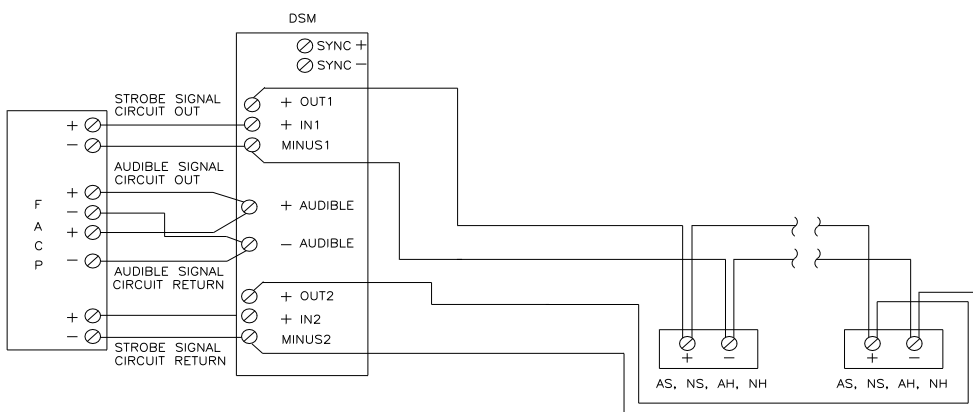 DSM
SYNC +
SYNC −
STROBE SIGNAL
CIRCUIT OUT
+ OUT1
+
+ IN1
−
MINUS1
AUDIBLE SIGNAL
CIRCUIT OUT
+
−
+
−
F
A
C
P
+ AUDIBLE
− AUDIBLE
AUDIBLE SIGNAL
CIRCUIT RETURN
+ OUT2
+
+ IN2
−
MINUS2
STROBE SIGNAL
CIRCUIT RETURN
+ −
AS, NS, AH, NH
+ −
AS, NS, AH, NH